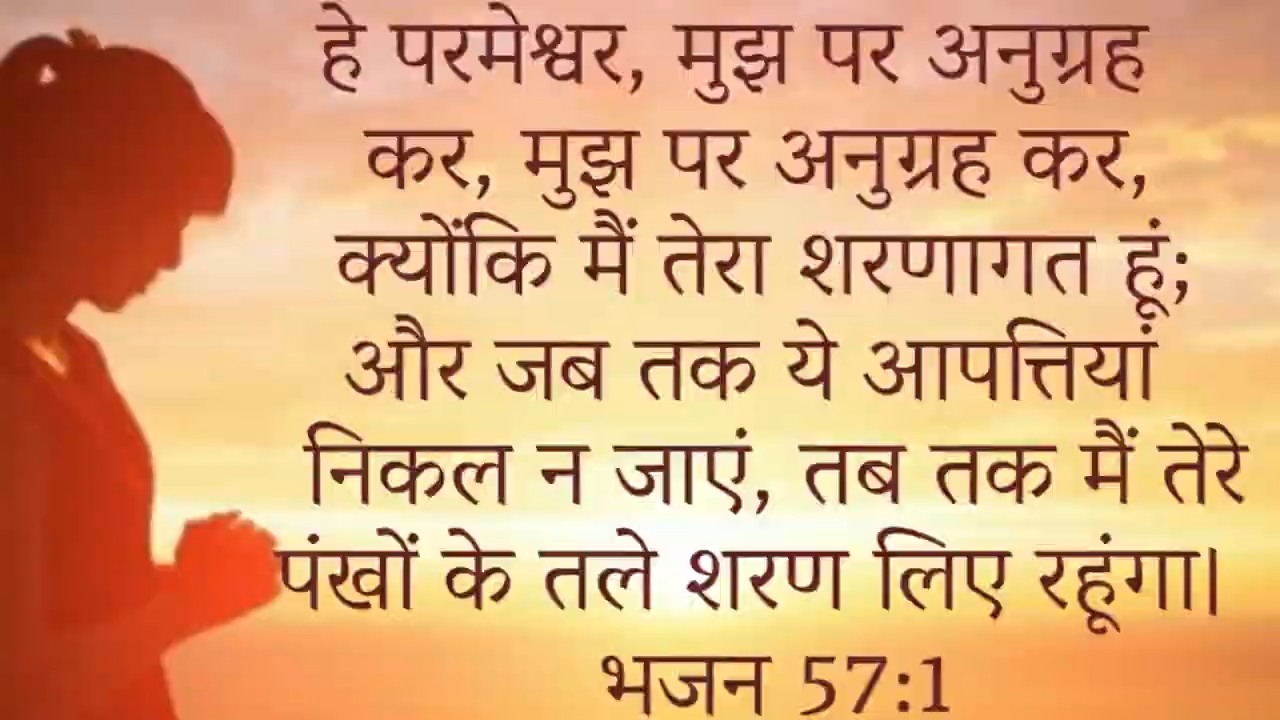 हे परमेश्वर, मुझ पर अनुग्रह
कर, मुझ पर अनुग्रह कर,
क्योंकि मैं तेरा शरणागत हूं;
और जब तक ये आपत्तियां
निकल न जाएं, तब तक मैं तेरे
पंखों के तले शरण लिए रहूंगा।
भजन 57:1